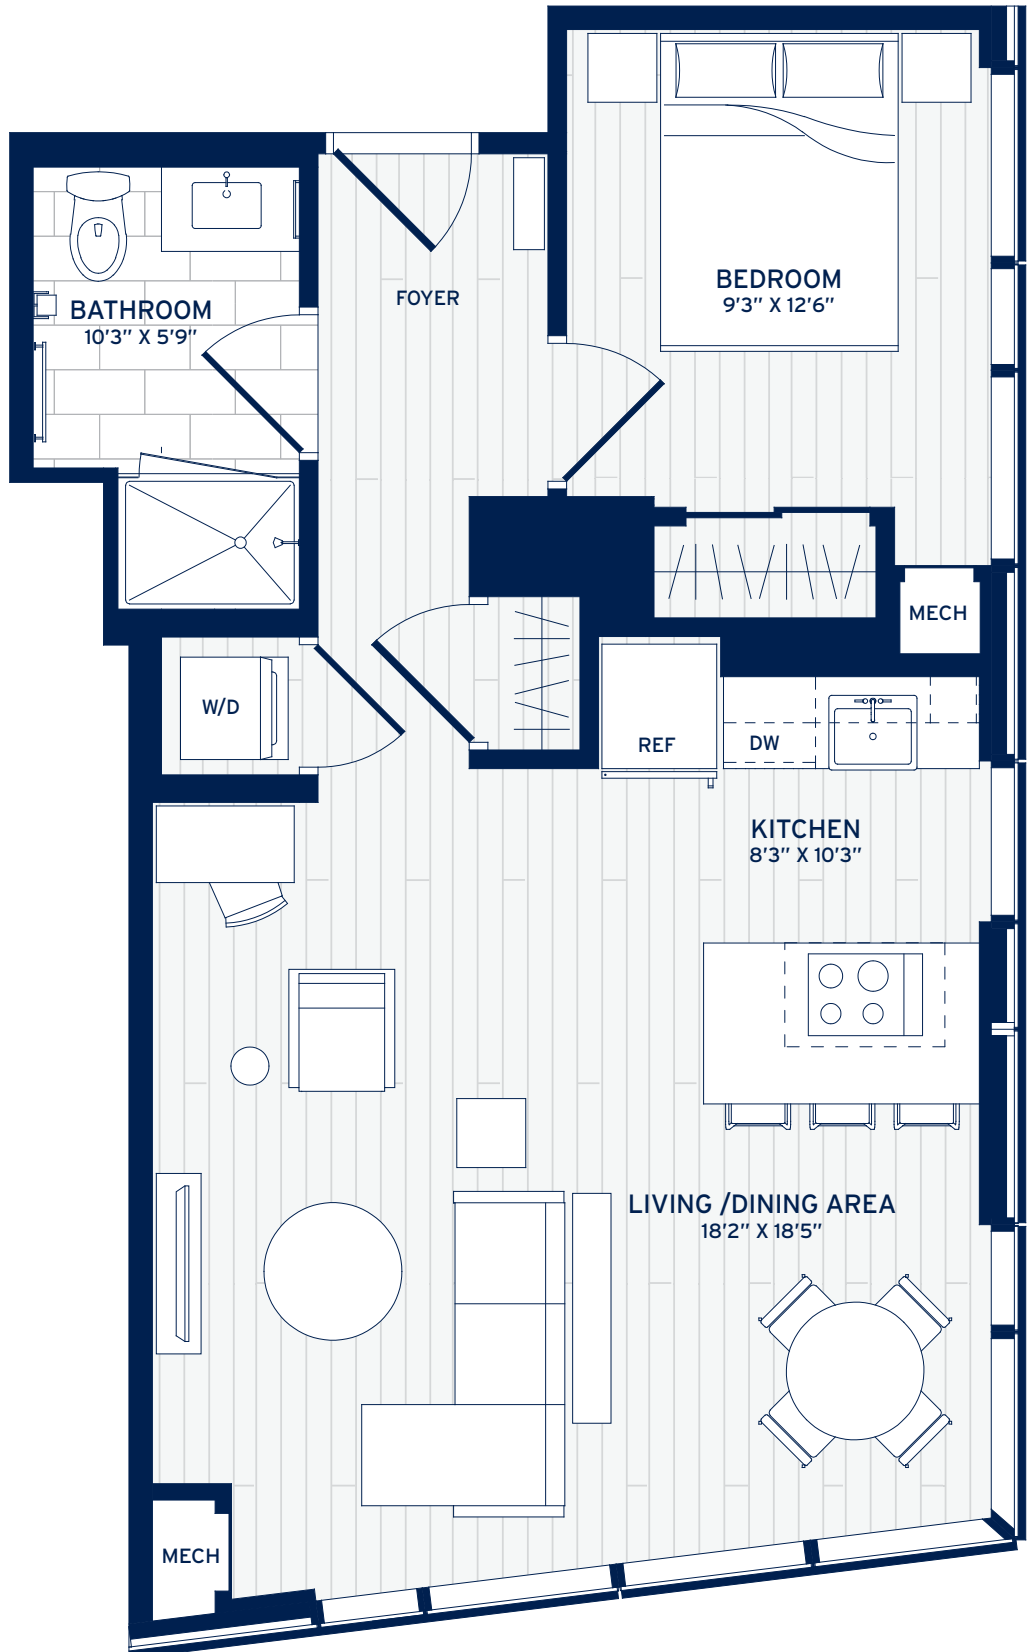 BEDROOM
9'3" X 12'6"
FOYER
BATHROOM
10'3" X 5'9"
MECH
W/D
REF
DW
KITCHEN
8'3" X 10'3"
LIVING /DINING AREA
18'2" X 18'5"
MECH